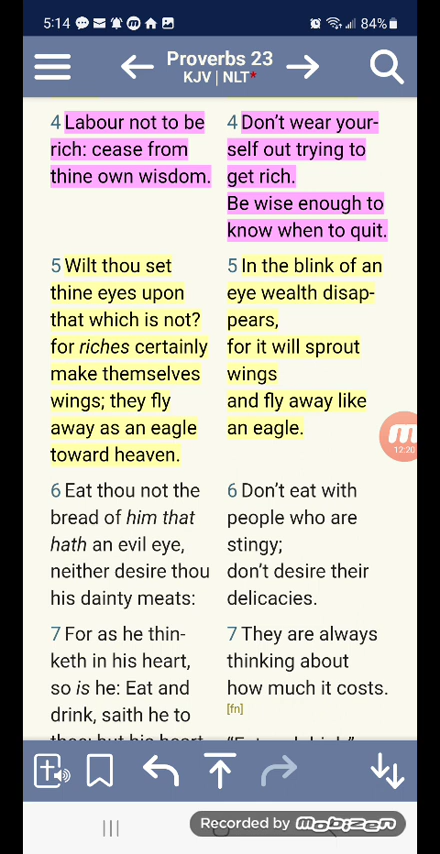 5:14 84%
Proverbs 23
KJV | NLT*
4 Labour not to be
rich: cease from
thine own wisdom.
4 Don't wear your-
self out trying to
get rich.
Be wise enough to
know when to quit.
5 Wilt thou set
thine eyes upon
that which is not?
for riches certainly
make themselves
wings; they fly
away as an eagle
toward heaven.
5 In the blink of an
eye wealth disap-
pears,
for it will sprout
wings
and fly away like
an eagle.
12:20
6 Eat thou not the
bread of him that
hath an evil eye,
neither desire thou
his dainty meats:
6 Don't eat with
people who are
stingy;
don't desire their
delicacies.
7 For as he thin-
keth in his heart,
so is he: Eat and
drink, saith he to
7 They are always
thinking about
how much it costs.
[fn]
Recorded by mobizen